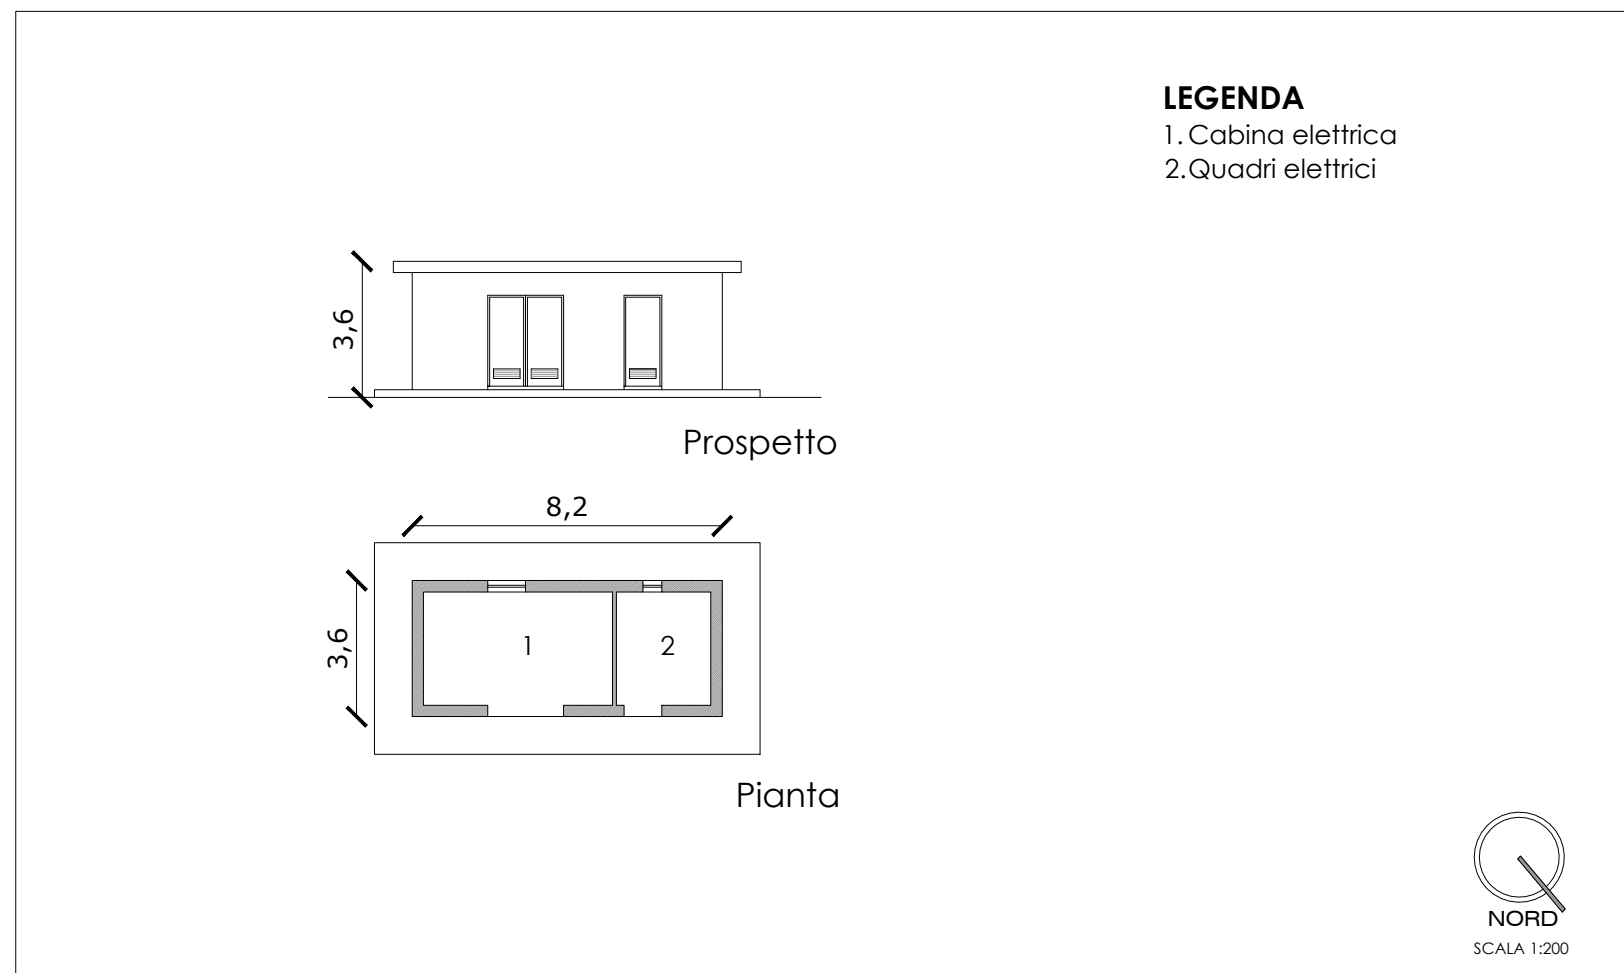 LEGENDA
1. Cabina elettrica
2. Quadri elettrici
3,6
Prospetto
8,2
3,6
1
2
Pianta
NORD
SCALA 1:200